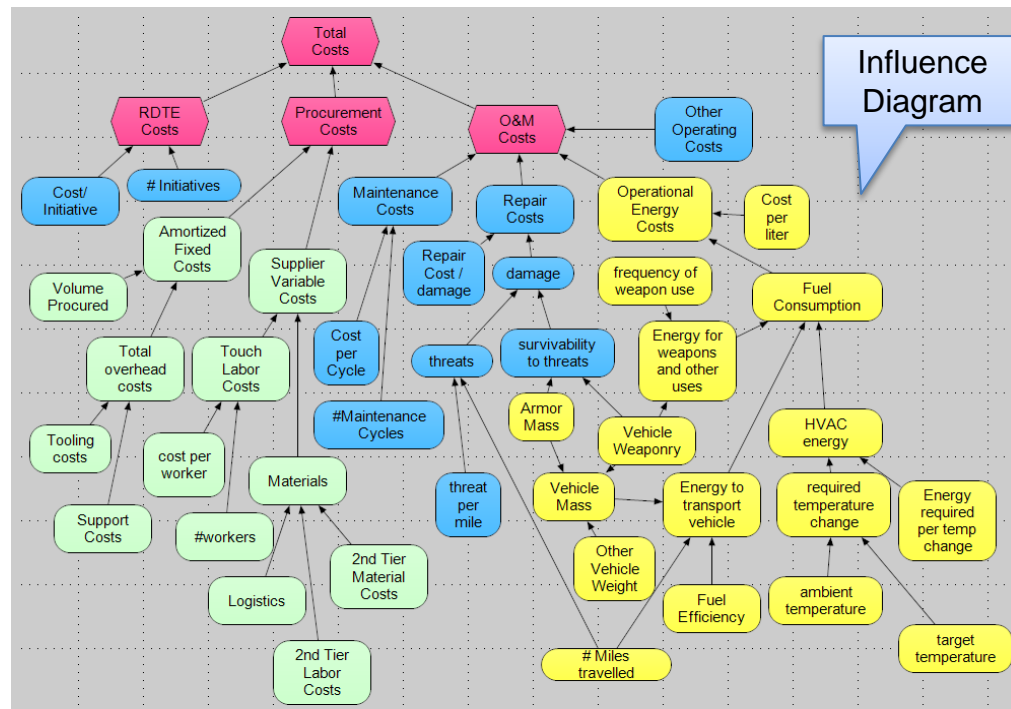 Total
Costs
Influence
Diagram
RDTE
Costs
Procurement
Costs
O&M
Costs
Other
Operating
Costs
Cost/
Initiative
# Initiatives
Maintenance
Costs
Repair
Costs
Operational
Energy
Costs
Cost
per
liter
Amortized
Fixed
Costs
Supplier
Variable
Costs
Repair
Cost /
damage
damage
frequency of
weapon use
Fuel
Consumption
Volume
Procured
Total
overhead
costs
Touch
Labor
Costs
Cost
per
Cycle
threats
survivability
to threats
Energy for
weapons
and other
uses
Tooling
costs
cost per
worker
#Maintenance
Cycles
Armor
Mass
Vehicle
Weaponry
HVAC
energy
Support
Costs
#workers
Materials
threat
per
mile
Vehicle
Mass
Energy to
transport
vehicle
required
temperature
change
Energy
required
per temp
change
Logistics
2nd Tier
Material
Costs
Other
Vehicle
Weight
Fuel
Efficiency
ambient
temperature
2nd Tier
Labor
Costs
# Miles
travelled
target
temperature